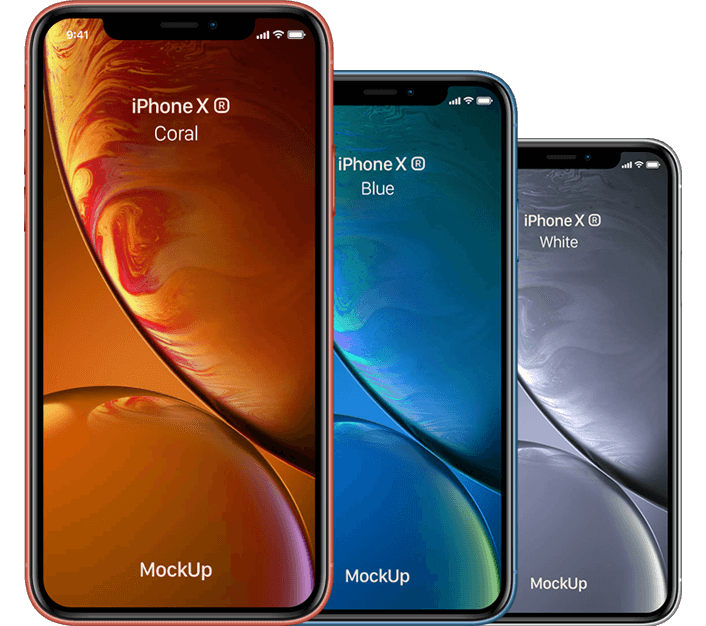 9:41
iPhone X 🅁
Coral
MockUp
iPhone X 🅁
Blue
MockUp
iPhone X 🅁
White
MockUp